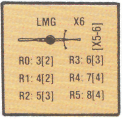 LMG X6
[X5-6]
R0: 3[2] R3: 6[3]
R1: 4[2] R4: 7[4]
R2: 5[3] R5: 8[4]